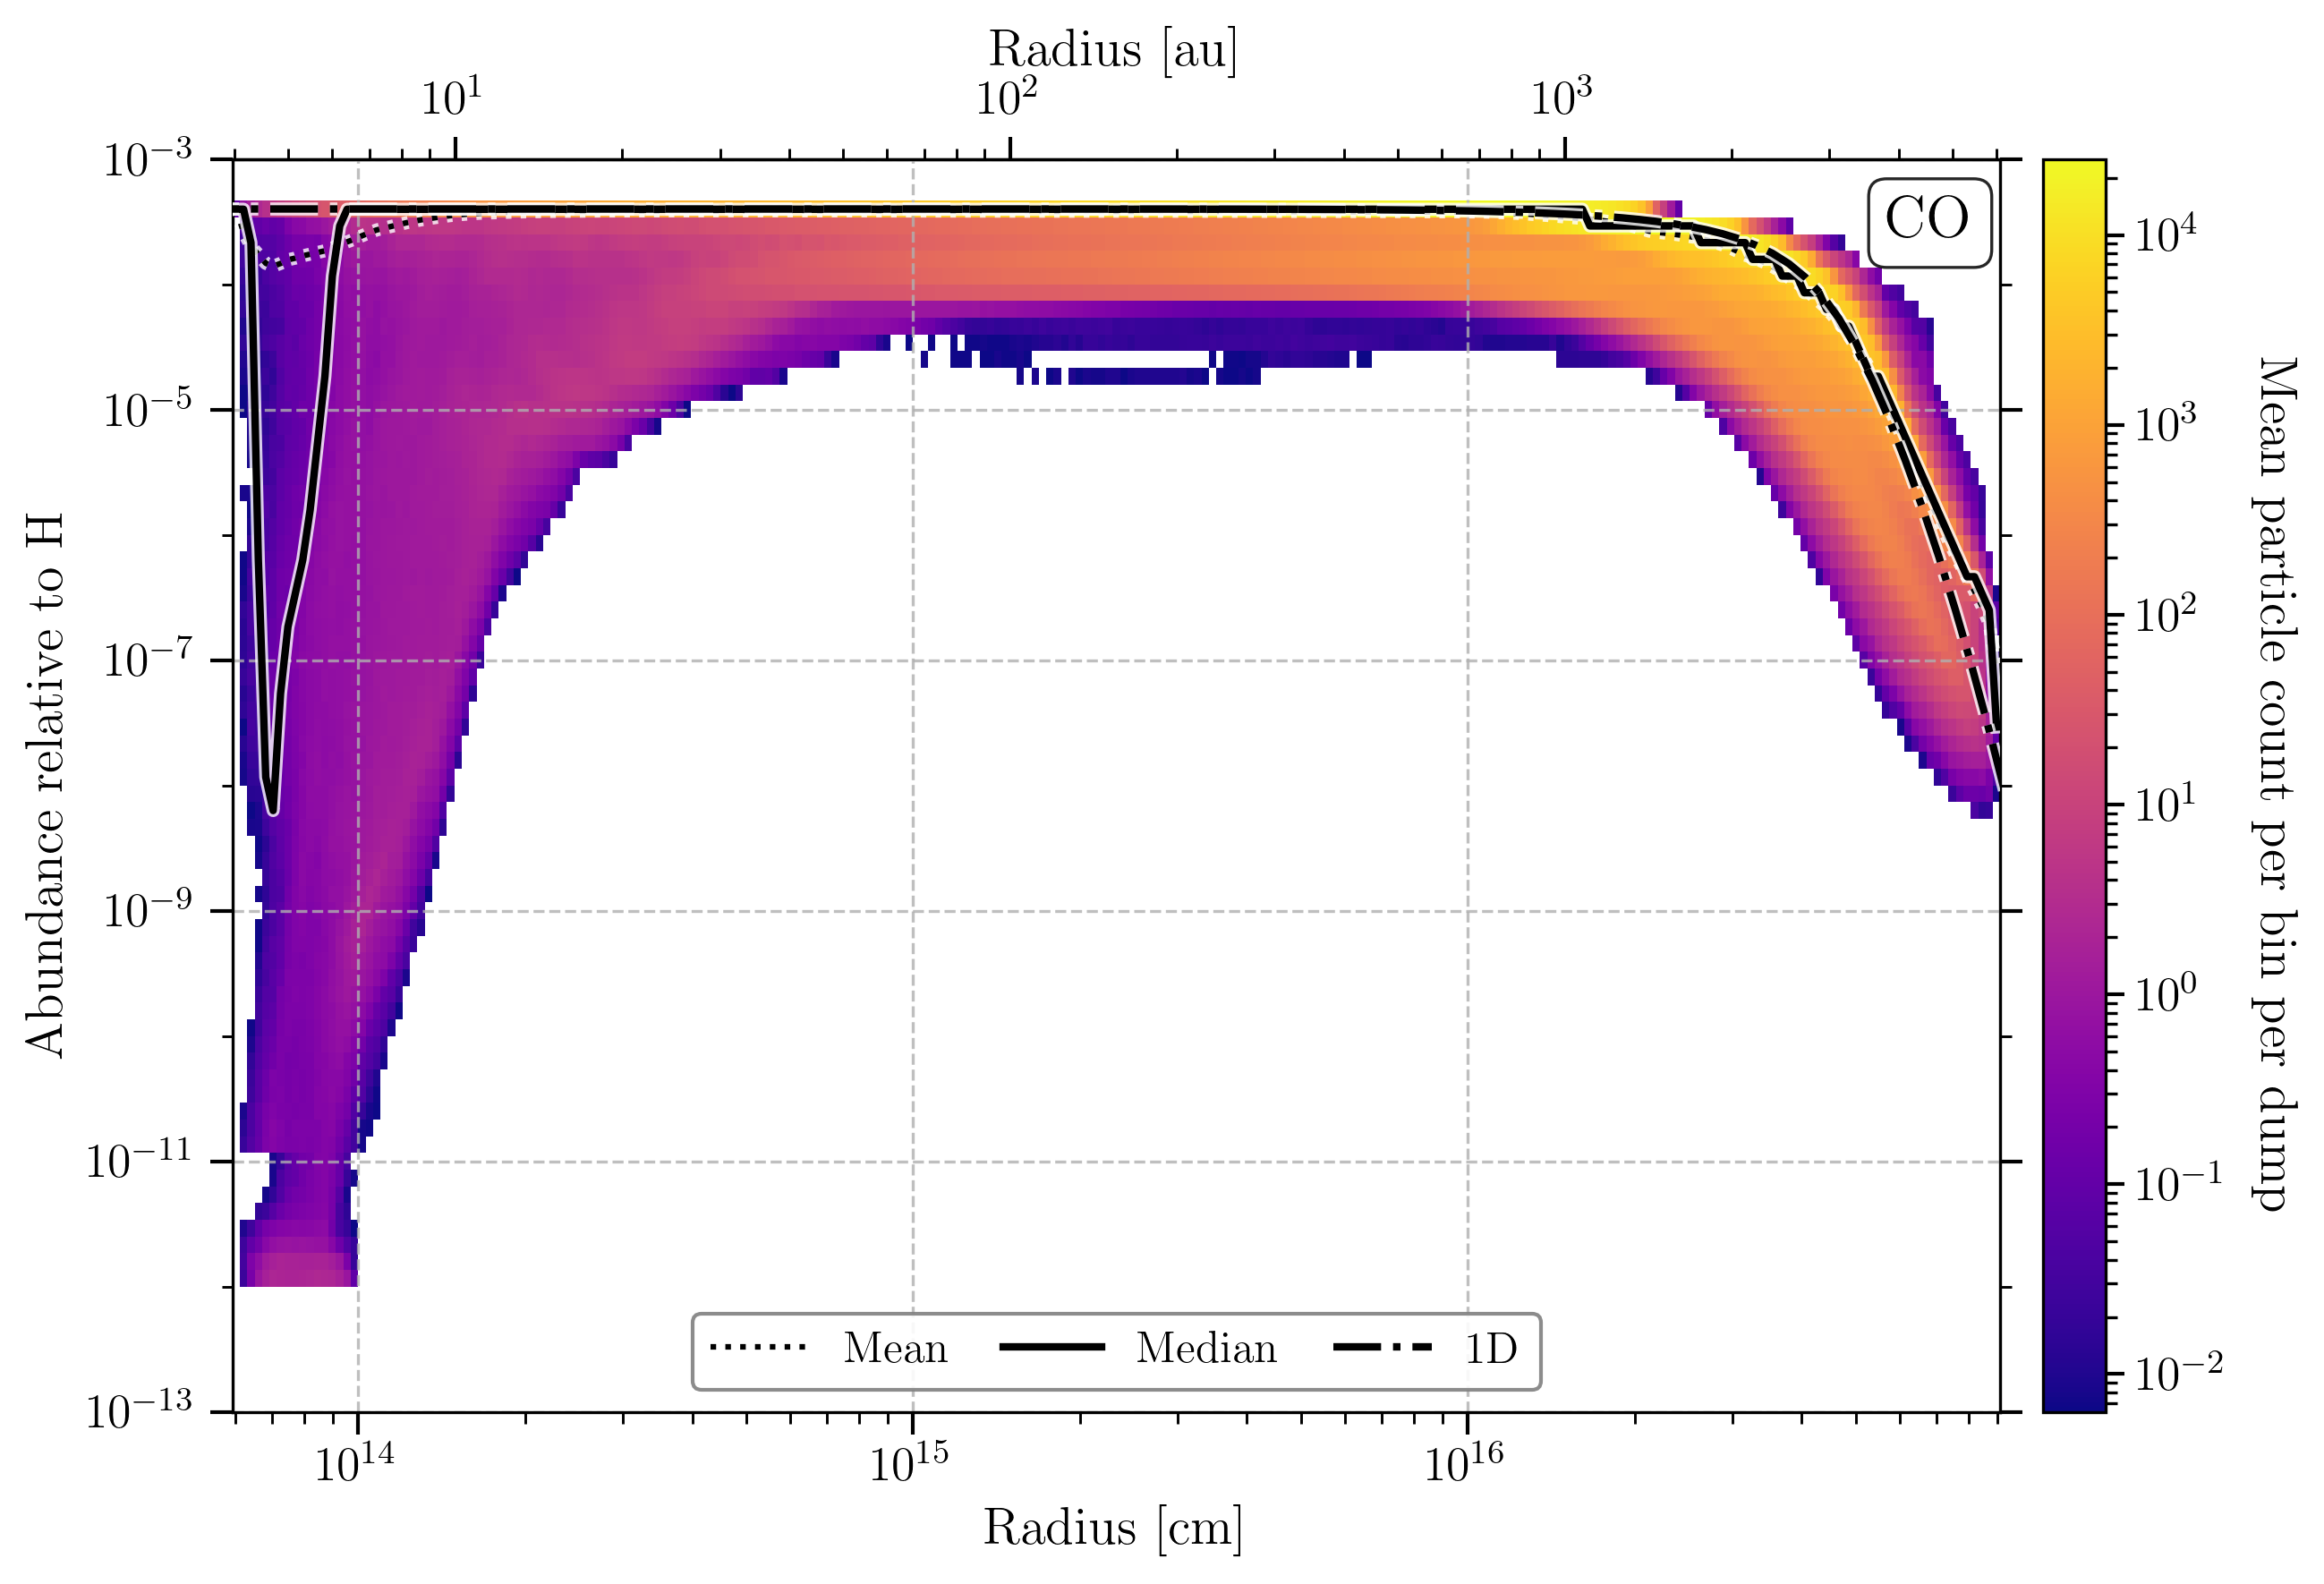 Radius [au]
10^1 10^2 10^3
CO
10^-3
10^-5
10^-7
10^-9
10^-11
10^-13
Abundance relative to H
Mean Median 1D
10^14 10^15 10^16
Radius [cm]
10^4
10^3
10^2
10^1
10^0
10^-1
10^-2
Mean particle count per bin per dump